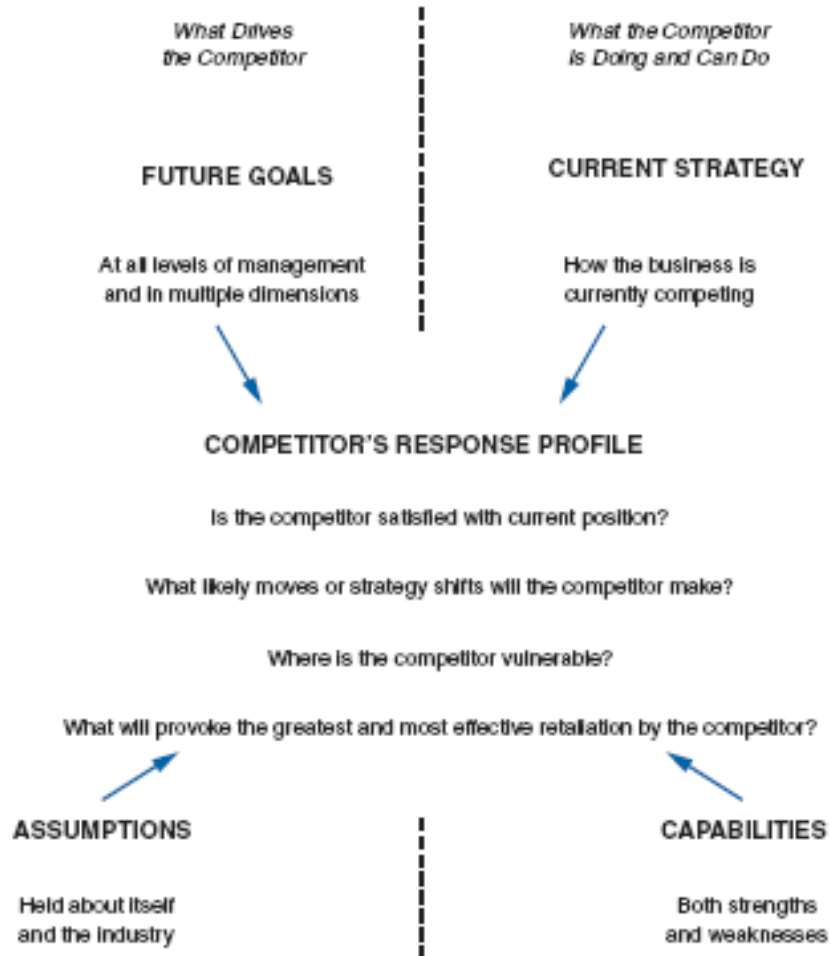 What Drives
the Competitor
What the Competitor
Is Doing and Can Do
FUTURE GOALS
CURRENT STRATEGY
At all levels of management
and in multiple dimensions
How the business is
currently competing
COMPETITOR'S RESPONSE PROFILE
Is the competitor satisfied with current position?
What likely moves or strategy shifts will the competitor make?
Where is the competitor vulnerable?
What will provoke the greatest and most effective retaliation by the competitor?
ASSUMPTIONS
CAPABILITIES
Held about itself
and the industry
Both strengths
and weaknesses